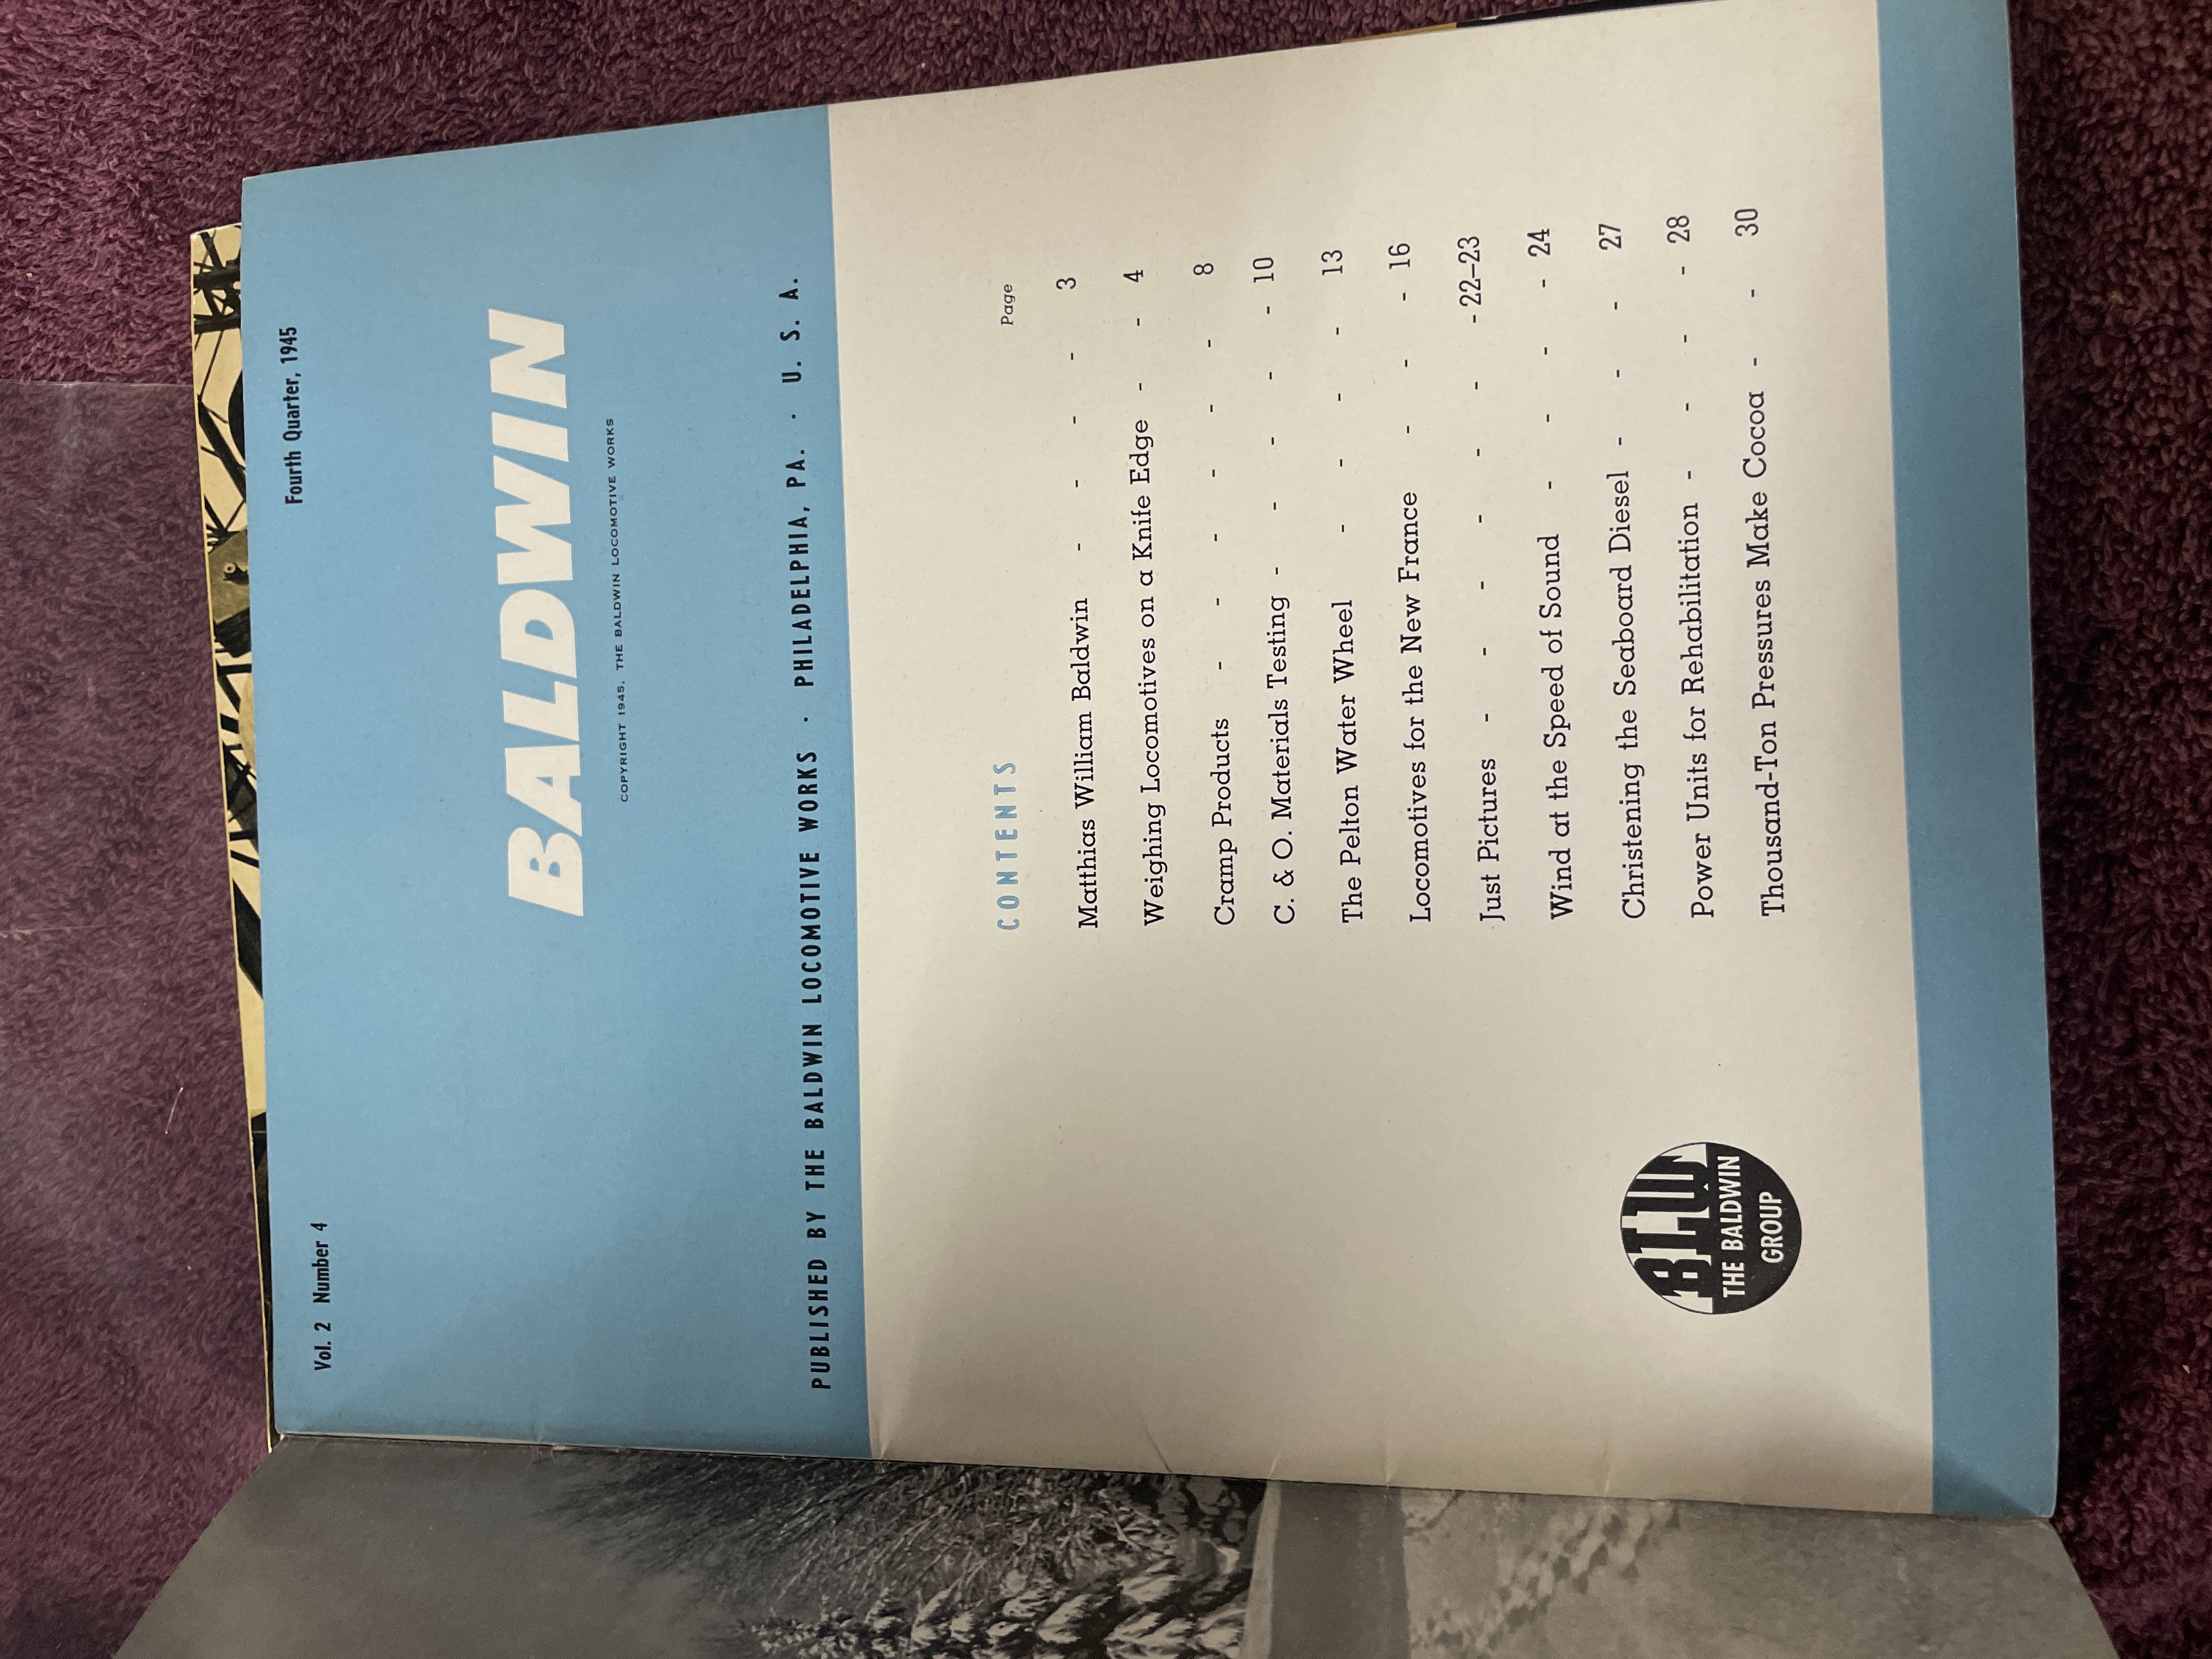 Vol. 2 Number 4 Fourth Quarter, 1945
BALDWIN
COPYRIGHT 1945, THE BALDWIN LOCOMOTIVE WORKS
PUBLISHED BY THE BALDWIN LOCOMOTIVE WORKS · PHILADELPHIA, PA. · U. S. A.
CONTENTS
Page
Matthias William Baldwin - - - - - 3
Weighing Locomotives on a Knife Edge - - 4
Cramp Products - - - - - - 8
C. & O. Materials Testing - - - - - 10
The Pelton Water Wheel - - - - 13
Locomotives for the New France - - - 16
Just Pictures - - - - - - - 22–23
Wind at the Speed of Sound - - - - 24
Christening the Seaboard Diesel - - - 27
Power Units for Rehabilitation - - - - 28
Thousand-Ton Pressures Make Cocoa - - 30
BLW
THE BALDWIN
GROUP